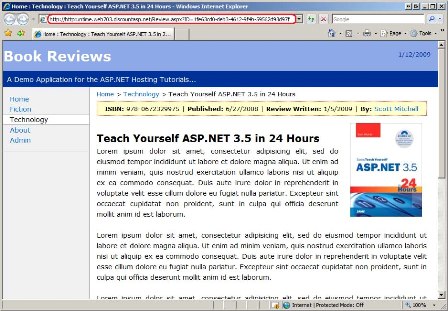 Home : Technology : Teach Yourself ASP.NET 3.5 in 24 Hours - Windows Internet Explorer
Google
Home : Technology : Teach Yourself ASP.NET 3.5 in 2...
Page
Tools
Book Reviews
1/12/2009
A Demo Application for the ASP.NET Hosting Tutorials...
Home
Fiction
Technology
About
Admin
Home > Technology > Teach Yourself ASP.NET 3.5 in 24 Hours
ISBN: 978-0672329975 | Published: 6/27/2008 | Review Written: 1/5/2009 | By: Scott Mitchell
Teach Yourself ASP.NET 3.5 in 24 Hours
Lorem ipsum dolor sit amet, consectetur adipisicing elit, sed do
eiusmod tempor incididunt ut labore et dolore magna aliqua. Ut enim ad
minim veniam, quis nostrud exercitation ullamco laboris nisi ut aliquip
ex ea commodo consequat. Duis aute irure dolor in reprehenderit in
voluptate velit esse cillum dolore eu fugiat nulla pariatur. Excepteur sint
occaecat cupidatat non proident, sunt in culpa qui officia deserunt
mollit anim id est laborum.
ASP.NET 3.5
24
Hours
Lorem ipsum dolor sit amet, consectetur adipisicing elit, sed do eiusmod tempor incididunt ut
labore et dolore magna aliqua. Ut enim ad minim veniam, quis nostrud exercitation ullamco laboris
nisi ut aliquip ex ea commodo consequat. Duis aute irure dolor in reprehenderit in voluptate velit
esse cillum dolore eu fugiat nulla pariatur. Excepteur sint occaecat cupidatat non proident, sunt in
culpa qui officia deserunt mollit anim id est laborum.
Lorem ipsum dolor sit amet, consectetur adipisicing elit, sed do eiusmod tempor incididunt ut
Internet | Protected Mode: Off
100%